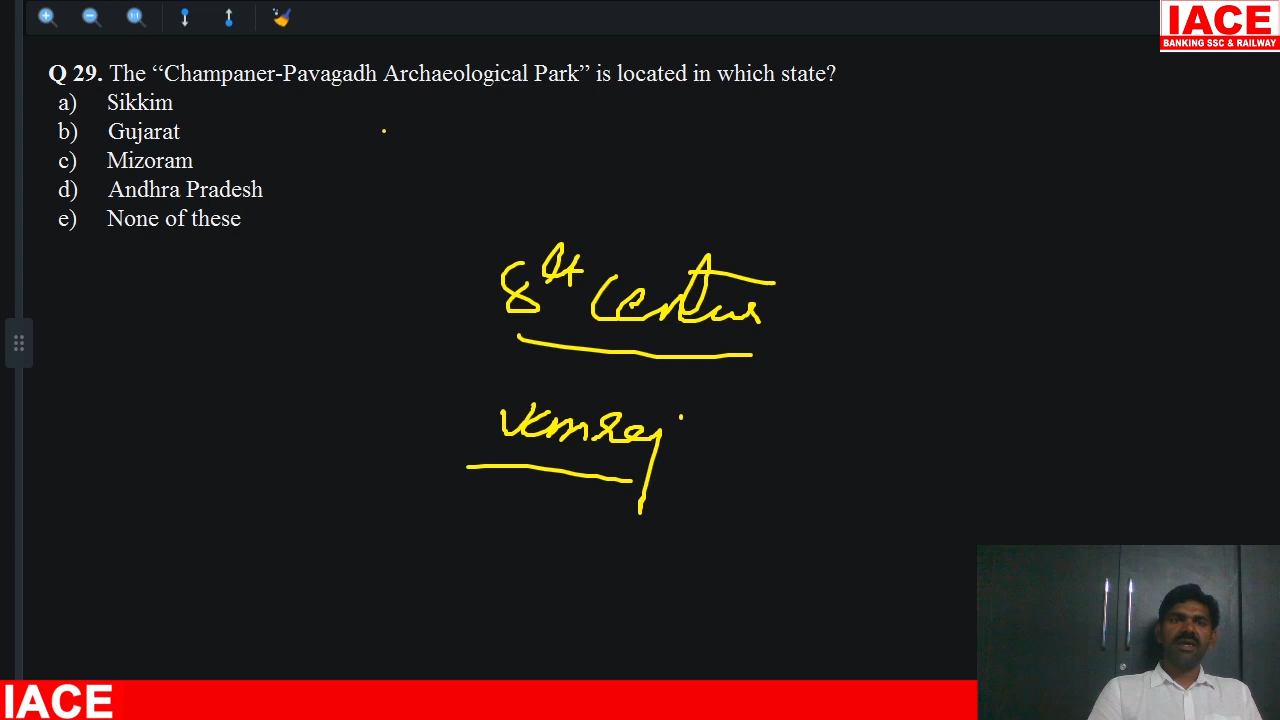 IACE
BANKING SSC & RAILWAY
Q 29. The “Champaner-Pavagadh Archaeological Park” is located in which state?
a) Sikkim
b) Gujarat
c) Mizoram
d) Andhra Pradesh
e) None of these
8th
IACE